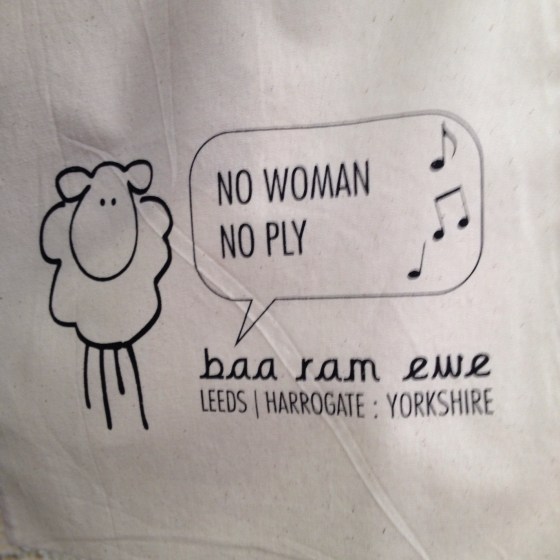 NO WOMAN
NO PLY
baa ram ewe
LEEDS | HARROGATE : YORKSHIRE